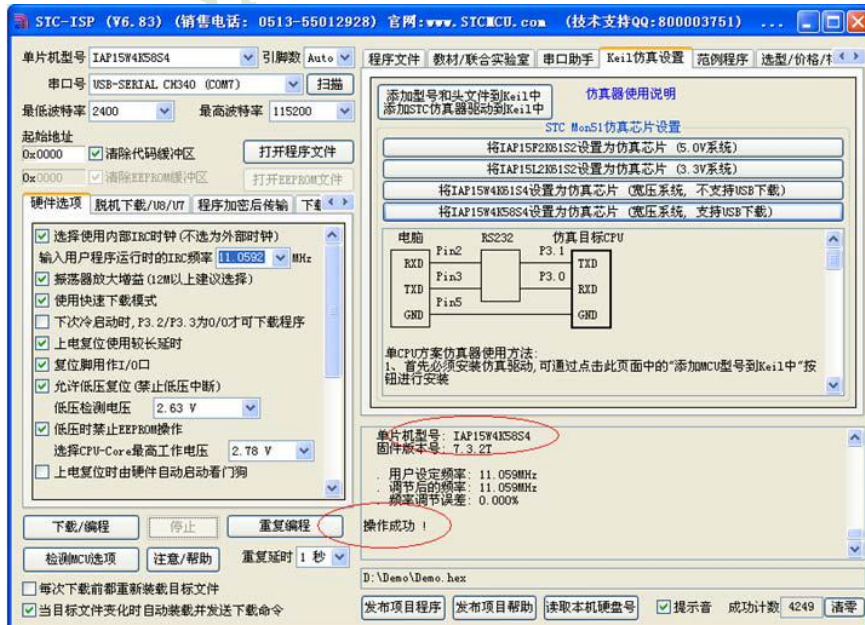 STC-ISP (V6.83) (销售电话: 0513-55012928) 官网:www.STCMCU.com (技术支持QQ:800003751) ...
单片机型号 IAP15W4K58S4 引脚数 Auto
串口号 USB-SERIAL CH340 (COM7) 扫描
最低波特率 2400 最高波特率 115200
起始地址
0x0000 清除代码缓冲区 打开程序文件
0x0000 清除EEPROM缓冲区 打开EEPROM文件
硬件选项 脱机下载/U8/U7 程序加密后传输
选择使用内部IRC时钟(不选为外部时钟)
输入用户程序运行时的IRC频率 11.0592 MHz
振荡器放大增益(12M以上建议选择)
使用快速下载模式
下次冷启动时,P3.2/P3.3为0/0才可下载程序
上电复位使用较长延时
复位脚用作I/O口
允许低压复位(禁止低压中断)
低压检测电压 2.63 V
低压时禁止EEPROM操作
选择CPU-Core最高工作电压 2.78 V
上电复位时由硬件自动启动看门狗
下载/编程 停止 重复编程
检测MCU选项 注意/帮助 重复延时 1 秒
每次下载前都重新装载目标文件
当目标文件变化时自动装载并发送下载命令
程序文件 教材/联合实验室 串口助手 Keil仿真设置 范例程序 选型/价格/
添加型号和头文件到Keil中
添加STC仿真器驱动到Keil中
仿真器使用说明
STC Mon51仿真芯片设置
将IAP15F2K61S2设置为仿真芯片 (5.0V系统)
将IAP15L2K61S2设置为仿真芯片 (3.3V系统)
将IAP15W4K61S4设置为仿真芯片 (宽压系统, 不支持USB下载)
将IAP15W4K58S4设置为仿真芯片 (宽压系统, 支持USB下载)
电脑 RS232 仿真目标CPU
RXD Pin2 P3.1 TXD
TXD Pin3 P3.0 RXD
GND Pin5 GND
单CPU方案仿真器使用方法:
1、首先必须安装仿真驱动,可通过点击此页面中的"添加MCU型号到Keil中"按
钮进行安装
单片机型号: IAP15W4K58S4
固件版本号: 7.3.2T
. 用户设定频率: 11.059MHz
. 调节后的频率: 11.059MHz
. 频率调节误差: 0.000%
操作成功 !
D:\Demo\Demo.hex
发布项目程序 发布项目帮助 读取本机硬盘号 提示音 成功计数 4249 清零